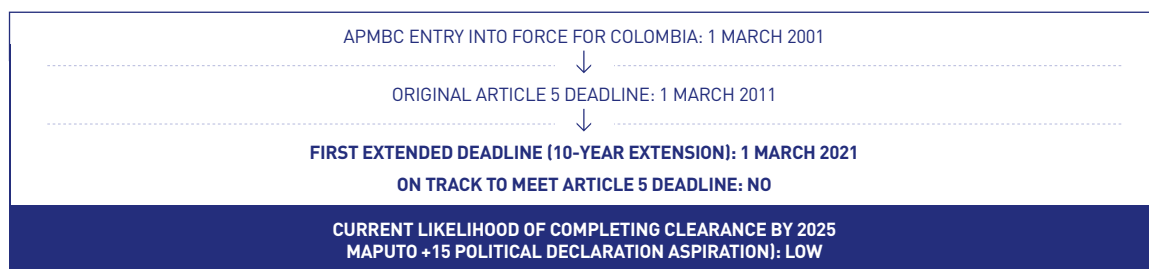 APMBC ENTRY INTO FORCE FOR COLOMBIA: 1 MARCH 2001
ORIGINAL ARTICLE 5 DEADLINE: 1 MARCH 2011
FIRST EXTENDED DEADLINE (10-YEAR EXTENSION): 1 MARCH 2021
ON TRACK TO MEET ARTICLE 5 DEADLINE: NO
CURRENT LIKELIHOOD OF COMPLETING CLEARANCE BY 2025
MAPUTO +15 POLITICAL DECLARATION ASPIRATION): LOW